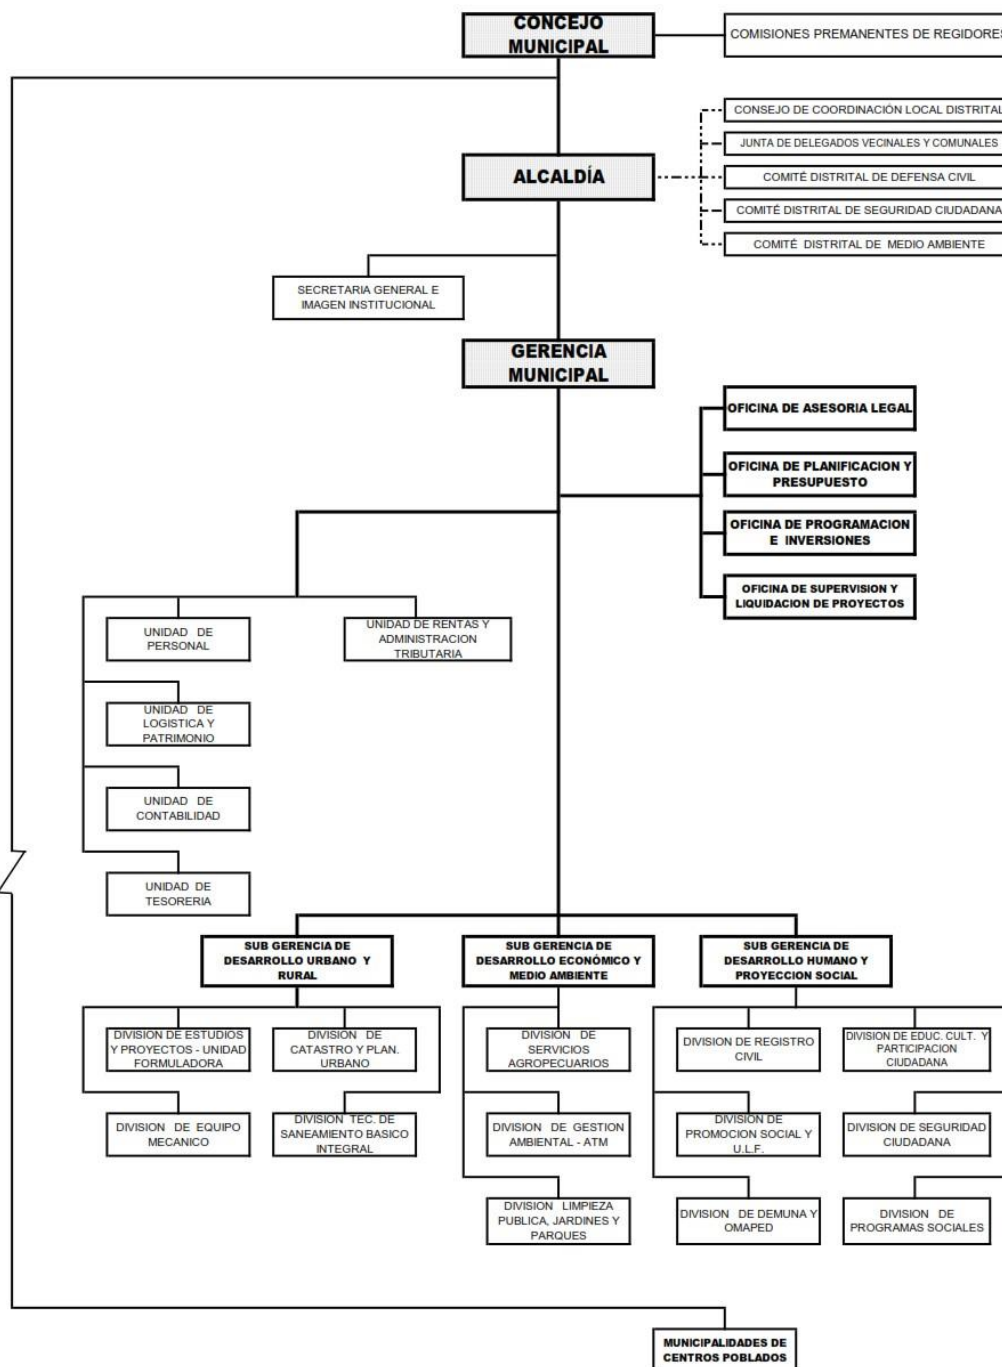 CONCEJO
MUNICIPAL
COMISIONES PREMANENTES DE REGIDORES
CONSEJO DE COORDINACIÓN LOCAL DISTRITAL
JUNTA DE DELEGADOS VECINALES Y COMUNALES
ALCALDÍA
COMITÉ DISTRITAL DE DEFENSA CIVIL
COMITÉ DISTRITAL DE SEGURIDAD CIUDADANA
COMITÉ DISTRITAL DE MEDIO AMBIENTE
SECRETARIA GENERAL E
IMAGEN INSTITUCIONAL
GERENCIA
MUNICIPAL
OFICINA DE ASESORIA LEGAL
OFICINA DE PLANIFICACION Y
PRESUPUESTO
OFICINA DE PROGRAMACION
E INVERSIONES
OFICINA DE SUPERVISION Y
LIQUIDACION DE PROYECTOS
UNIDAD DE
PERSONAL
UNIDAD DE RENTAS Y
ADMINISTRACION
TRIBUTARIA
UNIDAD DE
LOGISTICA Y
PATRIMONIO
UNIDAD DE
CONTABILIDAD
UNIDAD DE
TESORERIA
SUB GERENCIA DE
DESARROLLO URBANO Y
RURAL
SUB GERENCIA DE
DESARROLLO ECONÓMICO Y
MEDIO AMBIENTE
SUB GERENCIA DE
DESARROLLO HUMANO Y
PROYECCION SOCIAL
DIVISION DE ESTUDIOS
Y PROYECTOS - UNIDAD
FORMULADORA
DIVISION DE
CATASTRO Y PLAN.
URBANO
DIVISION DE
SERVICIOS
AGROPECUARIOS
DIVISION DE REGISTRO
CIVIL
DIVISION DE EDUC. CULT. Y
PARTICIPACION
CIUDADANA
DIVISION DE EQUIPO
MECANICO
DIVISION TEC. DE
SANEAMIENTO BASICO
INTEGRAL
DIVISION DE GESTION
AMBIENTAL - ATM
DIVISION DE
PROMOCION SOCIAL Y
U.L.F.
DIVISION DE SEGURIDAD
CIUDADANA
DIVISION LIMPIEZA
PUBLICA, JARDINES Y
PARQUES
DIVISION DE DEMUNA Y
OMAPED
DIVISION DE
PROGRAMAS SOCIALES
MUNICIPALIDADES DE
CENTROS POBLADOS